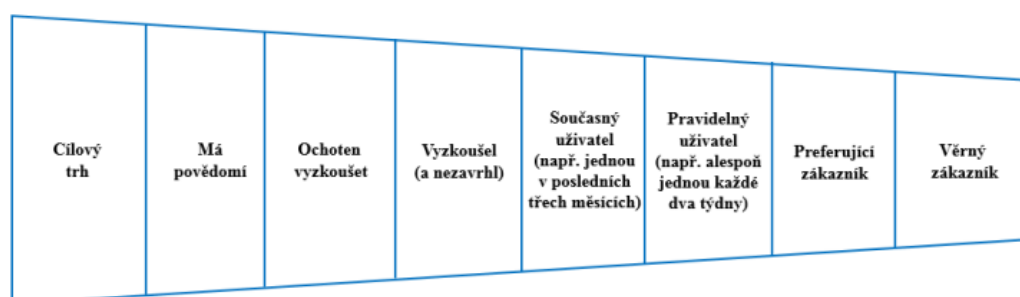 Cílový
trh
Má
povědomí
Ochoten
vyzkoušet
Vyzkoušel
(a nezavrhl)
Současný
uživatel
(např. jednou
v posledních
třech měsících)
Pravidelný
uživatel
(např. alespoň
jednou každé
dva týdny)
Preferující
zákazník
Věrný
zákazník